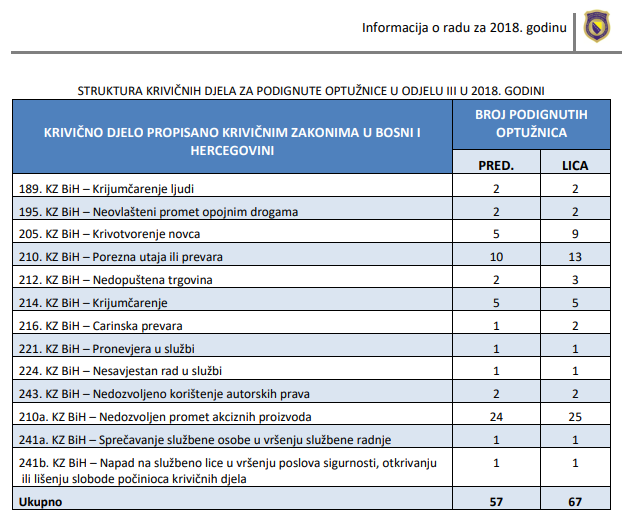 Informacija o radu za 2018. godinu
STRUKTURA KRIVIČNIH DJELA ZA PODIGNUTE OPTUŽNICE U ODJELU III U 2018. GODINI
KRIVIČNO DJELO PROPISANO KRIVIČNIM ZAKONIMA U BOSNI I
HERCEGOVINI
BROJ PODIGNUTIH
OPTUŽNICA
PRED. LICA
189. KZ BiH – Krijumčarenje ljudi 2 2
195. KZ BiH – Neovlašteni promet opojnim drogama 2 2
205. KZ BiH – Krivotvorenje novca 5 9
210. KZ BiH – Porezna utaja ili prevara 10 13
212. KZ BiH – Nedopuštena trgovina 2 3
214. KZ BiH – Krijumčarenje 5 5
216. KZ BiH – Carinska prevara 1 2
221. KZ BiH – Pronevjera u službi 1 1
224. KZ BiH – Nesavjestan rad u službi 1 1
243. KZ BiH – Nedozvoljeno korištenje autorskih prava 2 2
210a. KZ BiH – Nedozvoljen promet akciznih proizvoda 24 25
241a. KZ BiH – Sprečavanje službene osobe u vršenju službene radnje 1 1
241b. KZ BiH – Napad na službeno lice u vršenju poslova sigurnosti, otkrivanju
ili lišenju slobode počinioca krivičnih djela 1 1
Ukupno 57 67